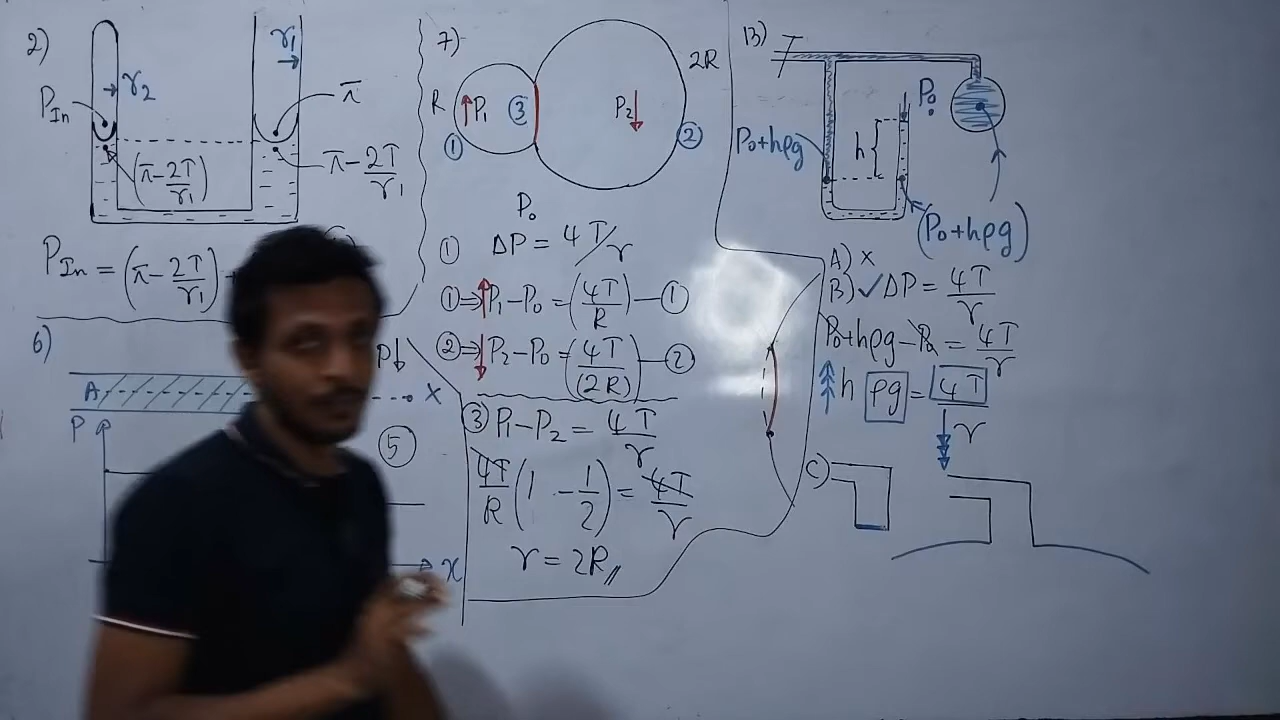 2)
r₁
r₂
P_In
π
(π-2T/r₁)
π-2T/r₁
P_In = (π-2T/r₁)
6)
A
P↓
x
P
⑤
x
7)
R
P₁
③
P₂
2R
①
②
P₀
① ΔP = 4T/r
①⇒ P₁-P₀ = (4T/R) —①
②⇒ P₂-P₀ = (4T/(2R)) —②
③ P₁-P₂ = 4T/r
4T/R (1 - 1/2) = 4T/r
r = 2R//
13)
P₀
P₀+hρg
h
(P₀+hρg)
A) x
B) ✓ ΔP = 4T/r
P₀+hρg-P₀ = 4T/r
h ρg = 4T/r
C)